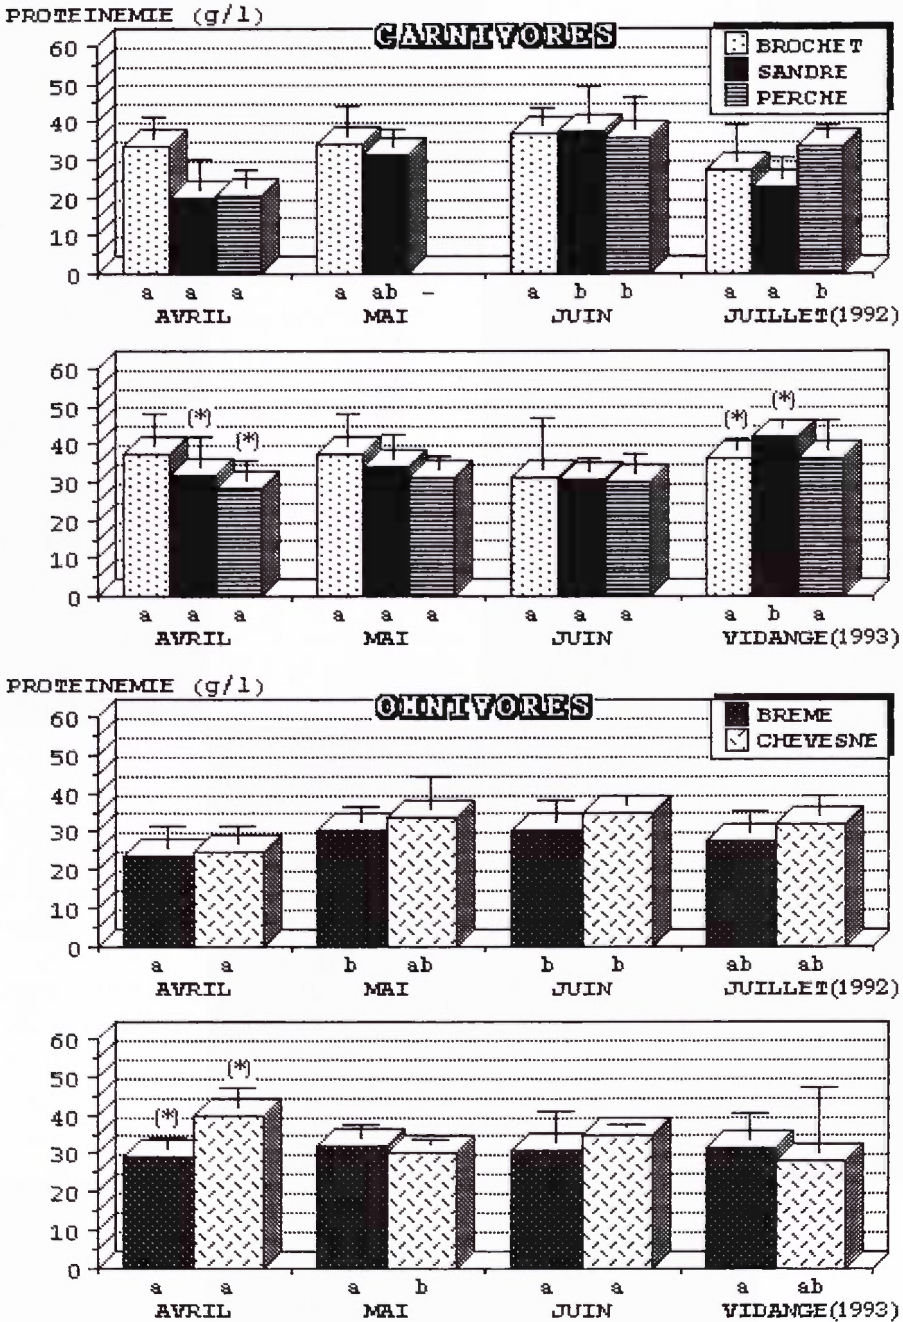 PROTEINEMIE (g/l)
CARNIVORES
BROCHET
SANDRE
PERCHE
60
50
40
30
20
10
0
a a a a ab – a b b a a b
AVRIL MAI JUIN JUILLET(1992)
60
50
40
30
20
10
0
(*) (*) (*) (*)
a a a a a a a a a a b a
AVRIL MAI JUIN VIDANGE(1993)
PROTEINEMIE (g/l)
OMNIVORES
BREME
CHEVESNE
60
50
40
30
20
10
0
a a b ab b b ab ab
AVRIL MAI JUIN JUILLET(1992)
60
50
40
30
20
10
0
(*) (*)
a a a b a a a ab
AVRIL MAI JUIN VIDANGE(1993)